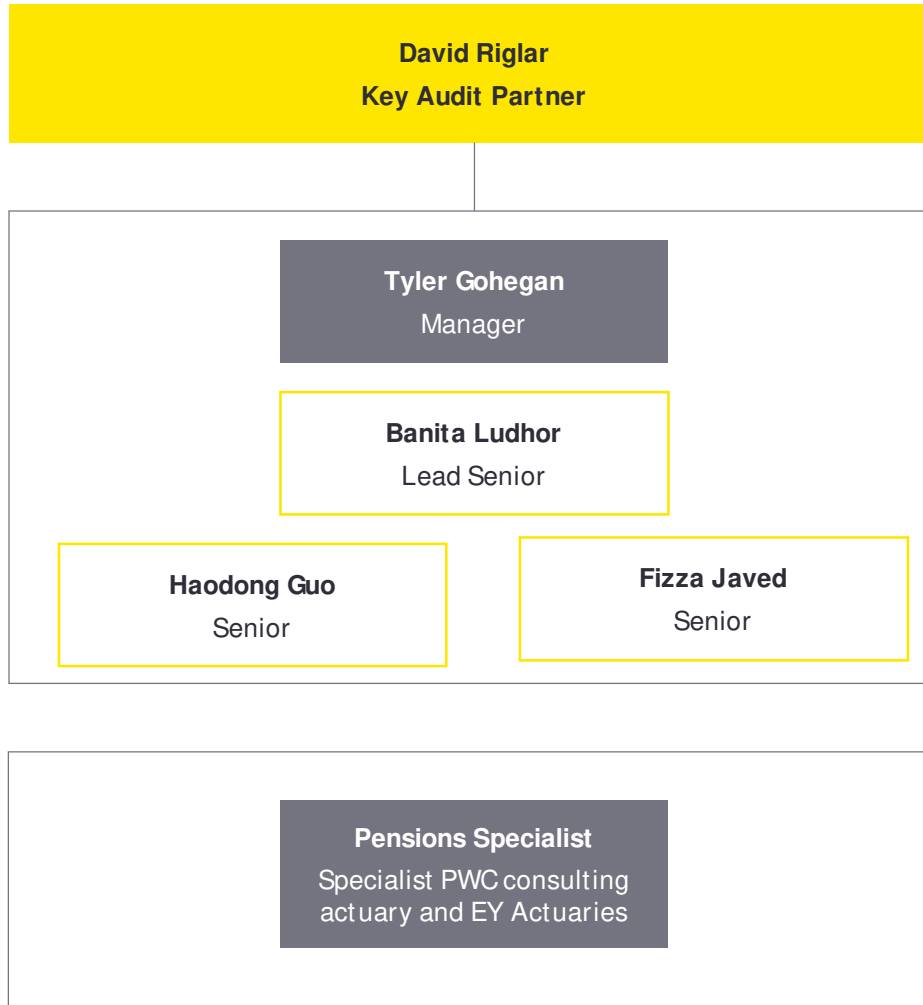 David Riglar
Key Audit Partner
Tyler Gohegan
Manager
Banita Ludhor
Lead Senior
Haodong Guo
Senior
Fizza Javed
Senior
Pensions Specialist
Specialist PWC consulting
actuary and EY Actuaries